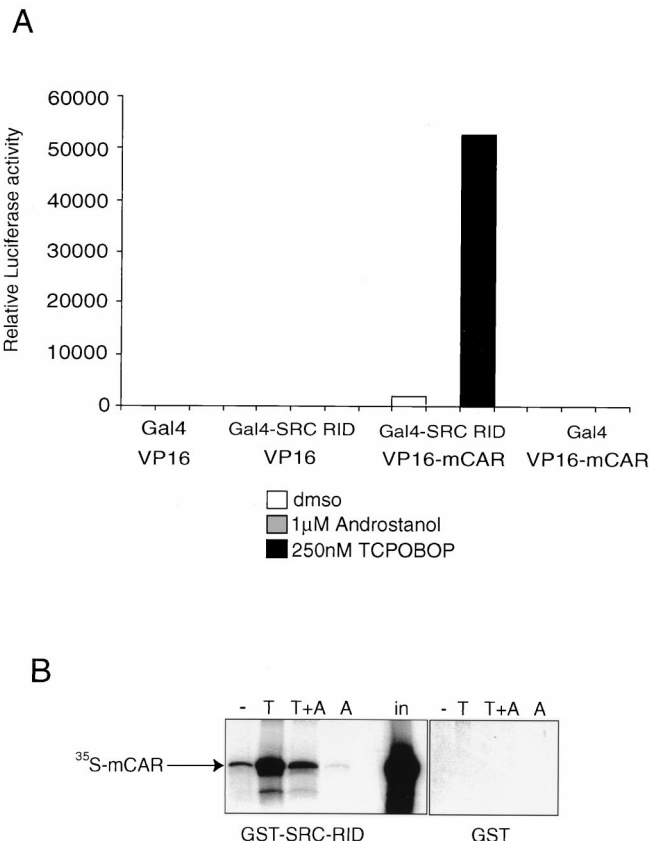 A
Relative Luciferase activity
60000
50000
40000
30000
20000
10000
0
Gal4 Gal4-SRC RID Gal4-SRC RID Gal4
VP16 VP16 VP16-mCAR VP16-mCAR
dmso
1µM Androstanol
250nM TCPOBOP
B
- T T+A A in - T T+A A
35S-mCAR
GST-SRC-RID GST